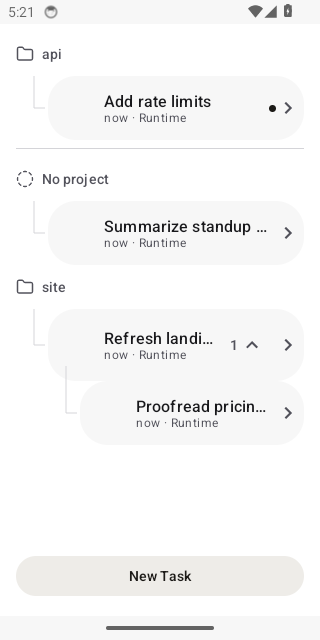 5:21
api
Add rate limits
now · Runtime
No project
Summarize standup ...
now · Runtime
site
Refresh landi...
now · Runtime
1
Proofread pricin...
now · Runtime
New Task